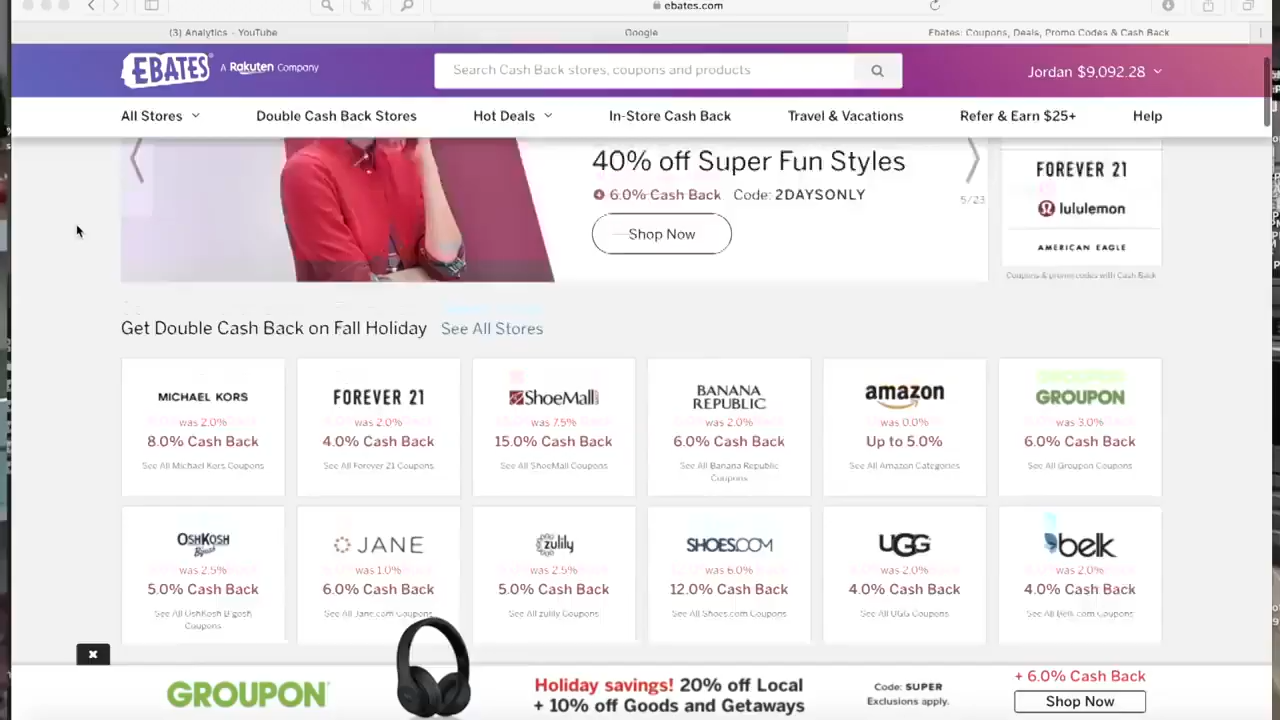 ebates.com
(3) Analytics - YouTube
Google
Ebates: Coupons, Deals, Promo Codes & Cash Back
EBATES A Rakuten Company
Search Cash Back stores, coupons and products
Jordan $9,092.28
All Stores
Double Cash Back Stores
Hot Deals
In-Store Cash Back
Travel & Vacations
Refer & Earn $25+
Help
40% off Super Fun Styles
6.0% Cash Back Code: 2DAYSONLY
Shop Now
5/23
FOREVER 21
lululemon
AMERICAN EAGLE
Coupons & promo codes with Cash Back
Get Double Cash Back on Fall Holiday See All Stores
MICHAEL KORS
was 2.0%
8.0% Cash Back
See All Michael Kors Coupons
FOREVER 21
was 2.0%
4.0% Cash Back
See All Forever 21 Coupons
ShoeMall
was 7.5%
15.0% Cash Back
See All ShoeMall Coupons
BANANA
REPUBLIC
was 2.0%
6.0% Cash Back
See All Banana Republic
Coupons
amazon
was 0.0%
Up to 5.0%
See All Amazon Categories
GROUPON
was 3.0%
6.0% Cash Back
See All Groupon Coupons
OSHKOSH
B'gosh
was 2.5%
5.0% Cash Back
See All OshKosh B'gosh
Coupons
JANE
was 1.0%
6.0% Cash Back
See All Jane.com Coupons
zulily
was 2.5%
5.0% Cash Back
See All zulily Coupons
SHOES.COM
was 6.0%
12.0% Cash Back
See All Shoes.com Coupons
UGG
was 2.0%
4.0% Cash Back
See All UGG Coupons
belk
was 2.0%
4.0% Cash Back
See All Belk.com Coupons
GROUPON
Holiday savings! 20% off Local
+ 10% off Goods and Getaways
Code: SUPER
Exclusions apply.
+ 6.0% Cash Back
Shop Now